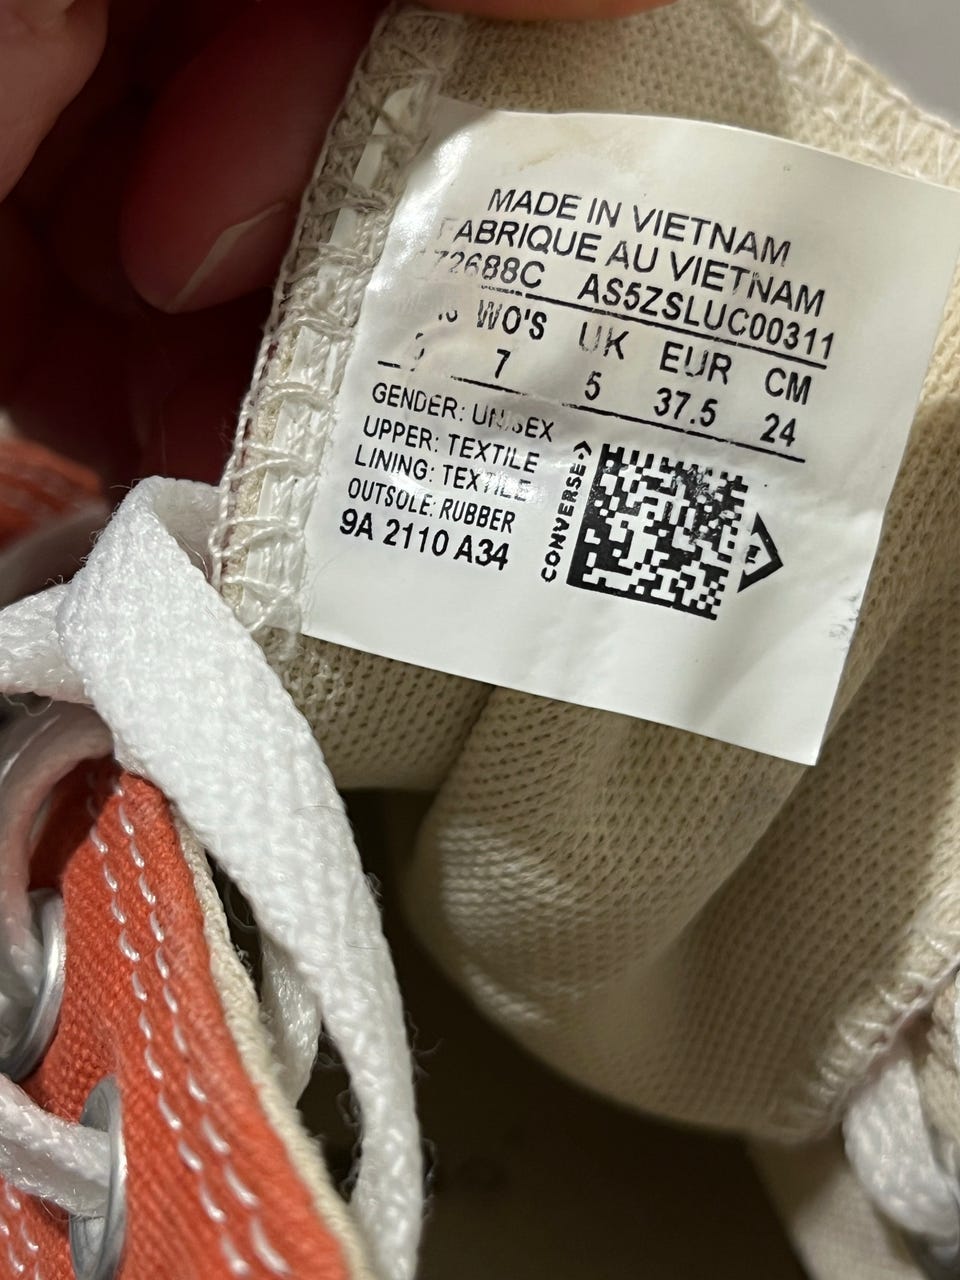 MADE IN VIETNAM
FABRIQUE AU VIETNAM
72688C AS5ZSLUC00311
WO'S UK EUR CM
7 5 37.5 24
GENDER: UNISEX
UPPER: TEXTILE
LINING: TEXTILE
OUTSOLE: RUBBER
9A 2110 A34
CONVERSE